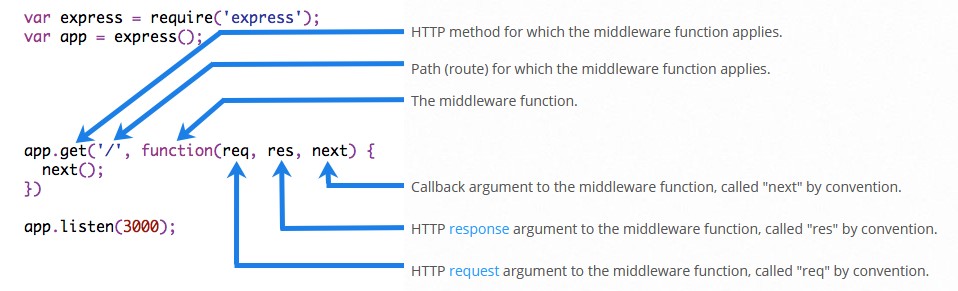 var express = require('express');
var app = express();
HTTP method for which the middleware function applies.
Path (route) for which the middleware function applies.
The middleware function.
app.get('/', function(req, res, next) {
  next();
})
Callback argument to the middleware function, called "next" by convention.
app.listen(3000);
HTTP response argument to the middleware function, called "res" by convention.
HTTP request argument to the middleware function, called "req" by convention.